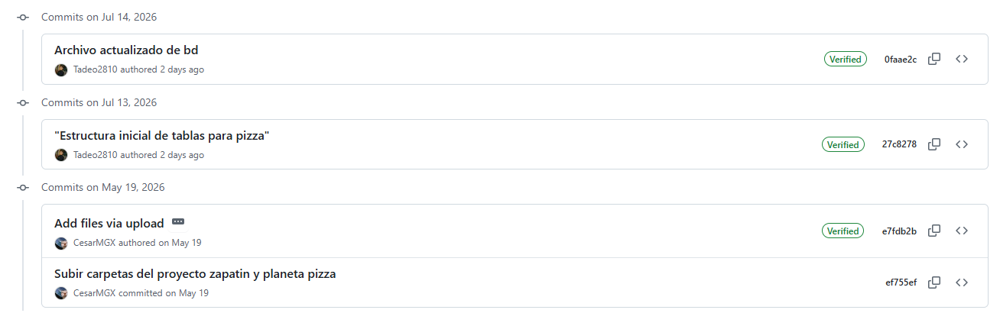 Commits on Jul 14, 2026
Archivo actualizado de bd
Verified 0faae2c
Tadeo2810 authored 2 days ago
Commits on Jul 13, 2026
"Estructura inicial de tablas para pizza"
Verified 27c8278
Tadeo2810 authored 2 days ago
Commits on May 19, 2026
Add files via upload
Verified e7fdb2b
CesarMGX authored on May 19
Subir carpetas del proyecto zapatin y planeta pizza
ef755ef
CesarMGX committed on May 19